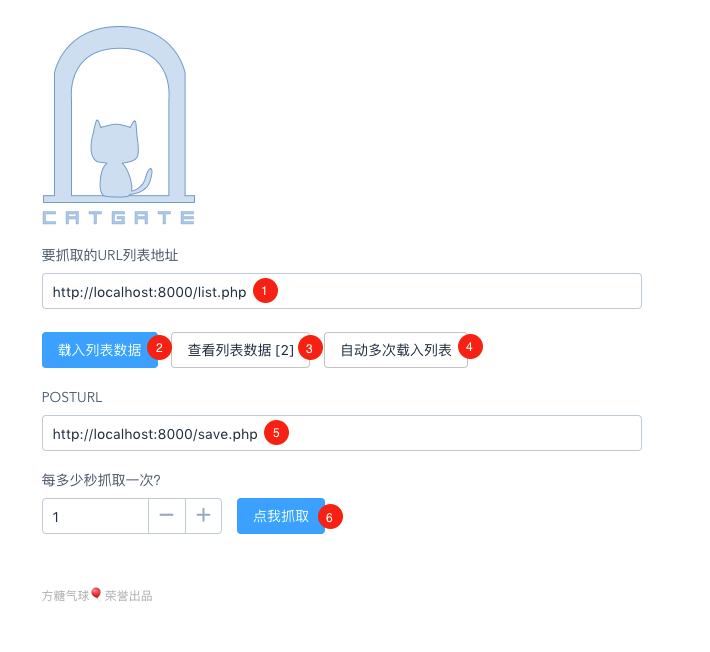 CATGATE
要抓取的URL列表地址
http://localhost:8000/list.php 1
载入列表数据 2 查看列表数据 [2] 3 自动多次载入列表 4
POSTURL
http://localhost:8000/save.php 5
每多少秒抓取一次?
1 − + 点我抓取 6
方糖气球🎈荣誉出品